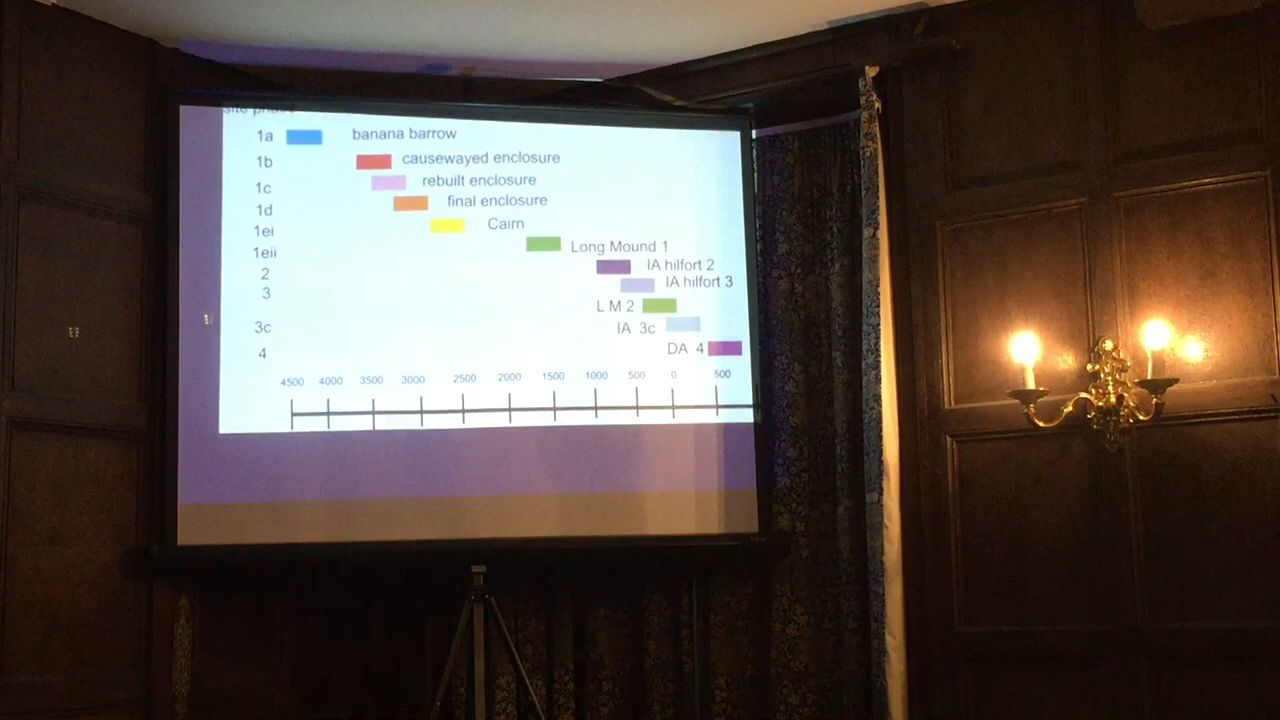 site phase
1a banana barrow
1b causewayed enclosure
1c rebuilt enclosure
1d final enclosure
1ei Cairn
1eii Long Mound 1
2 IA hilfort 2
3 IA hilfort 3
L M 2
3c IA 3c
4 DA 4
4500 4000 3500 3000 2500 2000 1500 1000 500 0 500